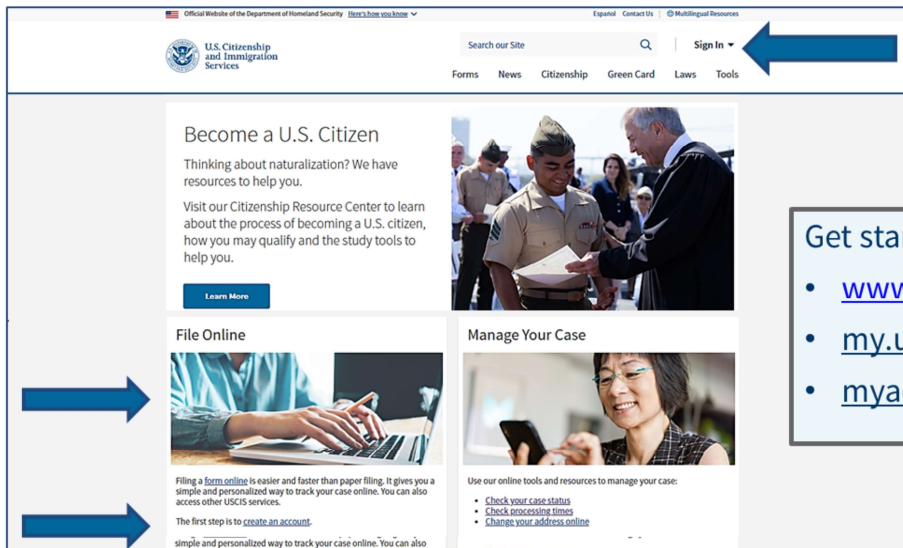 Official Website of the Department of Homeland Security Here's how you know
Español Contact Us Multilingual Resources
U.S. Citizenship
and Immigration
Services
Search our Site
Sign In
Forms News Citizenship Green Card Laws Tools
Become a U.S. Citizen
Thinking about naturalization? We have
resources to help you.
Visit our Citizenship Resource Center to learn
about the process of becoming a U.S. citizen,
how you may qualify and the study tools to
help you.
Learn More
File Online
Filing a form online is easier and faster than paper filing. It gives you a
simple and personalized way to track your case online. You can also
access other USCIS services.
The first step is to create an account.
simple and personalized way to track your case online. You can also
Manage Your Case
Use our online tools and resources to manage your case:
• Check your case status
• Check processing times
• Change your address online
Get
• www
• my.